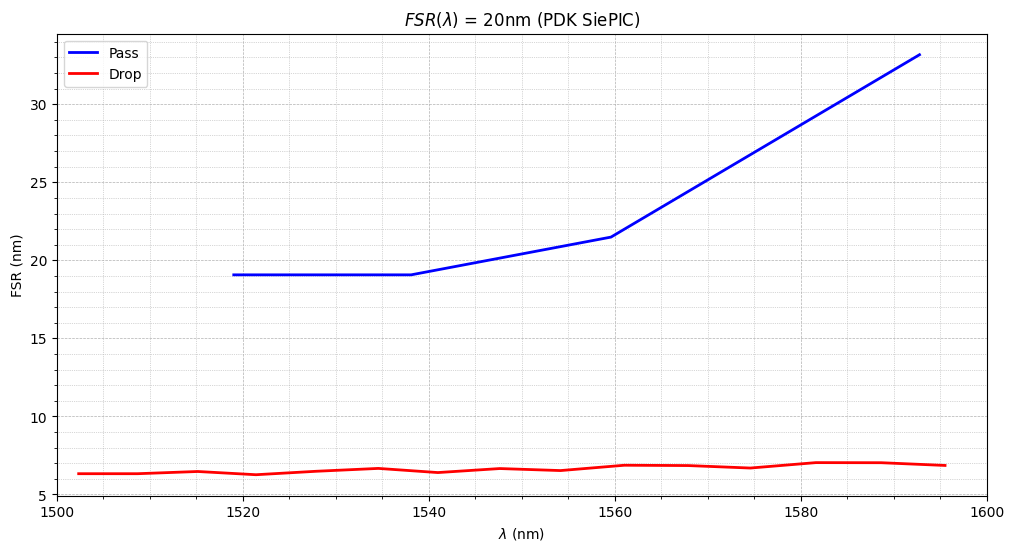 FSR(λ) = 20nm (PDK SiePIC)
Pass
Drop
FSR (nm)
30
25
20
15
10
5
1500 1520 1540 1560 1580 1600
λ (nm)